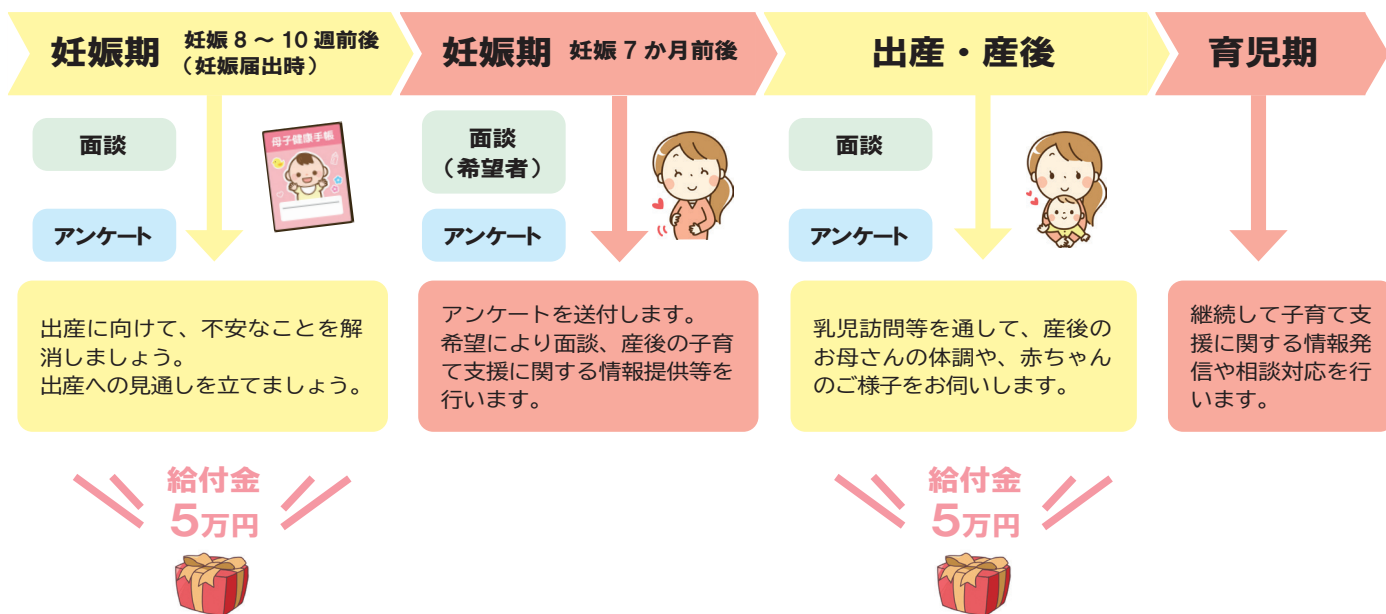 妊娠期
妊娠 8 ~ 10 週前後
（妊娠届出時）
妊娠期
妊娠 7 か月前後
出産・産後
育児期
面談
アンケート
母子健康手帳
面談
（希望者）
アンケート
面談
アンケート
出産に向けて、不安なことを解
消しましょう。
出産への見通しを立てましょう。
アンケートを送付します。
希望により面談、産後の子育
て支援に関する情報提供等を
行います。
乳児訪問等を通して、産後の
お母さんの体調や、赤ちゃん
のご様子をお伺いします。
継続して子育て支
援に関する情報発
信や相談対応を行
います。
給付金
5万円
給付金
5万円